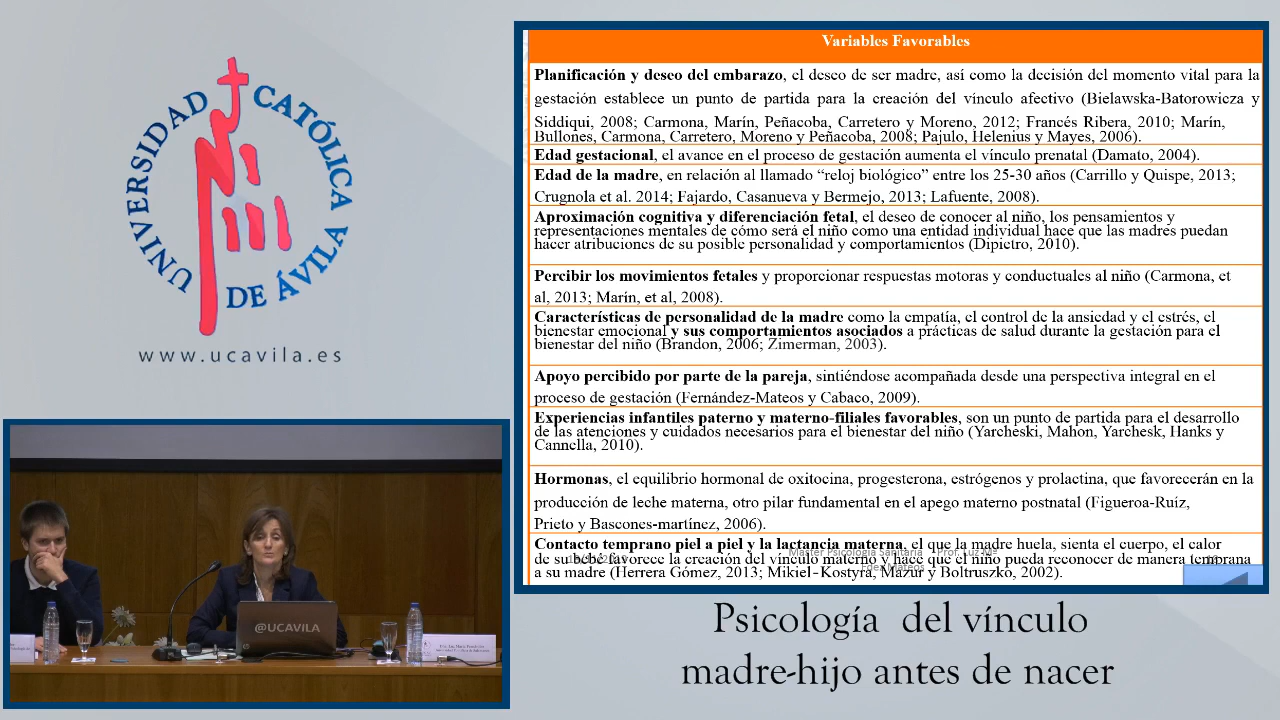 UNIVERSIDAD CATÓLICA DE ÁVILA
www.ucavila.es
Variables Favorables
Planificación y deseo del embarazo, el deseo de ser madre, así como la decisión del momento vital para la
gestación establece un punto de partida para la creación del vínculo afectivo (Bielawska-Batorowicz y
Siddiqui, 2008; Carmona, Marín, Peñacoba, Carretero y Moreno, 2012; Francés Ribera, 2010; Marín,
Bullones, Carmona, Carretero, Moreno y Peñacoba, 2008; Pajulo, Helenius y Mayes, 2006).
Edad gestacional, el avance en el proceso de gestación aumenta el vínculo prenatal (Damato, 2004).
Edad de la madre, en relación al llamado “reloj biológico” entre los 25-30 años (Carrillo y Quispe, 2013;
Crugnola et al. 2014; Fajardo, Casanueva y Bermejo, 2013; Lafuente, 2008).
Aproximación cognitiva y diferenciación fetal, el deseo de conocer al niño, los pensamientos y
representaciones mentales de cómo será el niño como una entidad individual hace que las madres puedan
hacer atribuciones de su posible personalidad y comportamientos (Dipietro, 2010).
Percibir los movimientos fetales y proporcionar respuestas motoras y conductuales al niño (Carmona, et
al, 2013; Marín, et al, 2008).
Características de personalidad de la madre como la empatía, el control de la ansiedad y el estrés, el
bienestar emocional y sus comportamientos asociados a prácticas de salud durante la gestación para el
bienestar del niño (Brandon, 2006; Zimerman, 2003).
Apoyo percibido por parte de la pareja, sintiéndose acompañada desde una perspectiva integral en el
proceso de gestación (Fernández-Mateos y Cabaco, 2009).
Experiencias infantiles paterno y materno-filiales favorables, son un punto de partida para el desarrollo
de las atenciones y cuidados necesarios para el bienestar del niño (Yarcheski, Mahon, Yarchesk, Hanks y
Cannella, 2010).
Hormonas, el equilibrio hormonal de oxitocina, progesterona, estrógenos y prolactina, que favorecerán en la
producción de leche materna, otro pilar fundamental en el apego materno postnatal (Figueroa-Ruíz,
Prieto y Bascones-martínez, 2006).
Contacto temprano piel a piel y la lactancia materna, el que la madre huela, sienta el cuerpo, el calor
de su bebé favorece la creación del vínculo materno y hace que el niño pueda reconocer de manera temprana
a su madre (Herrera Gómez, 2013; Mikiel-Kostyra, Mazur y Boltruszko, 2002).
Máster Psicología Sanitaria Prof. Luz Mª
Fdez Mateos
@UCAVILA
Psicología del vínculo
madre-hijo antes de nacer